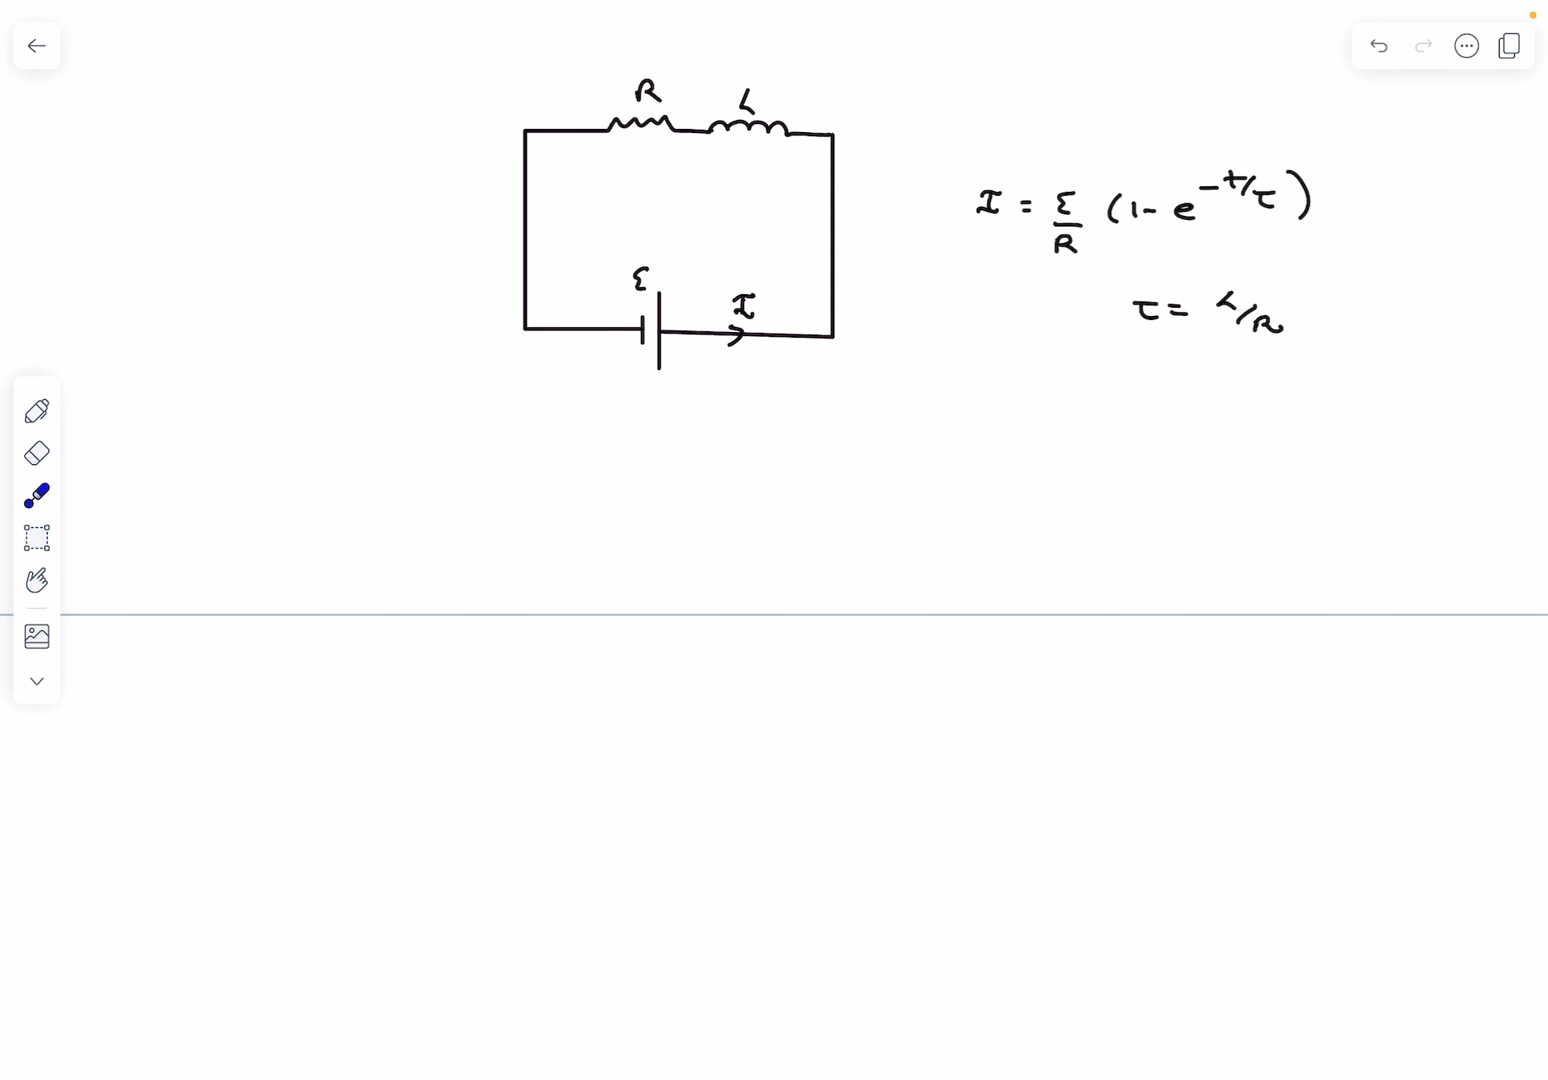 R L
ε I
I = ε/R (1- e^-t/τ)
τ = L/R